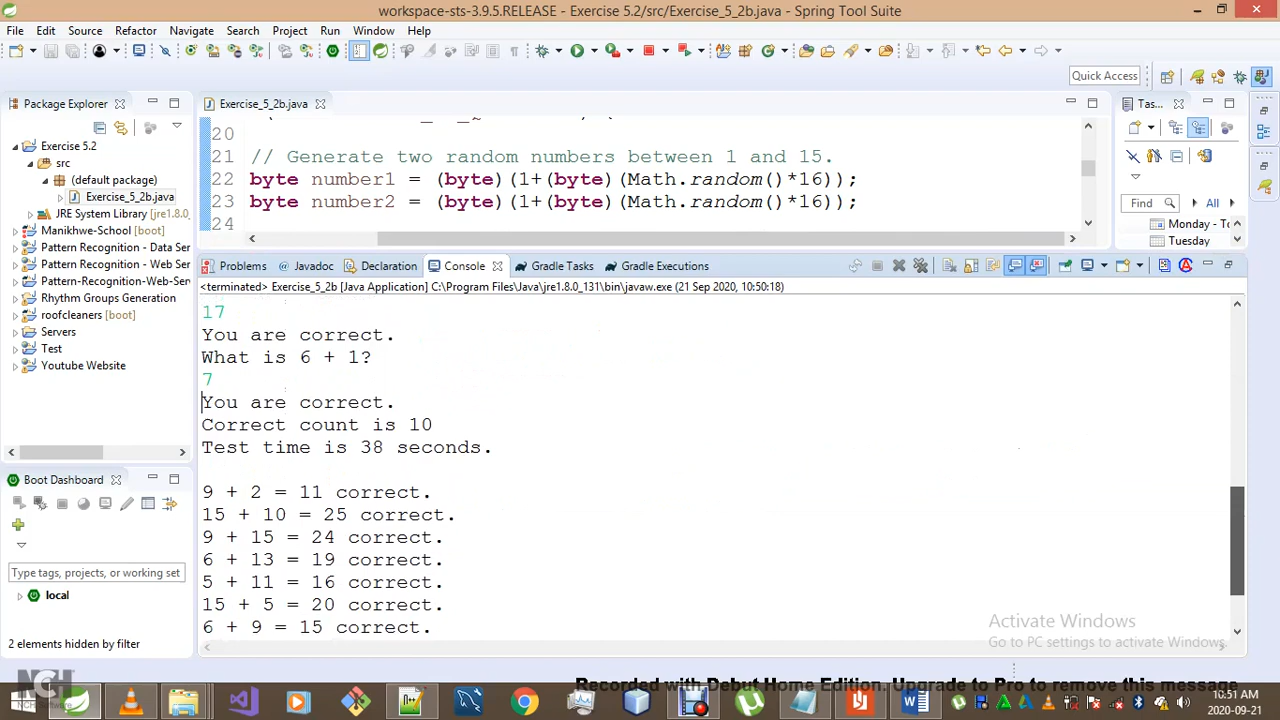 workspace-sts-3.9.5.RELEASE - Exercise 5.2/src/Exercise_5_2b.java - Spring Tool Suite
File Edit Source Refactor Navigate Search Project Run Window Help
Quick Access
Package Explorer
Exercise 5.2
src
(default package)
Exercise_5_2b.java
JRE System Library [jre1.8.0
Manikhwe-School [boot]
Pattern Recognition - Data Ser
Pattern Recognition - Web Ser
Pattern-Recognition-Web-Ser
Rhythm Groups Generation
roofcleaners [boot]
Servers
Test
Youtube Website
Boot Dashboard
Type tags, projects, or working set
local
2 elements hidden by filter
Exercise_5_2b.java
20
21 // Generate two random numbers between 1 and 15.
22 byte number1 = (byte)(1+(byte)(Math.random()*16));
23 byte number2 = (byte)(1+(byte)(Math.random()*16));
24
Tas...
Find All
Monday - To
Tuesday
Problems Javadoc Declaration Console Gradle Tasks Gradle Executions
<terminated> Exercise_5_2b [Java Application] C:\Program Files\Java\jre1.8.0_131\bin\javaw.exe (21 Sep 2020, 10:50:18)
17
You are correct.
What is 6 + 1?
7
You are correct.
Correct count is 10
Test time is 38 seconds.
9 + 2 = 11 correct.
15 + 10 = 25 correct.
9 + 15 = 24 correct.
6 + 13 = 19 correct.
5 + 11 = 16 correct.
15 + 5 = 20 correct.
6 + 9 = 15 correct.
Activate Windows
Go to PC settings to activate Windows.
NCH
NCH Software
Recorded with Debut Home Edition. Upgrade to Pro to remove this message
10:51 AM
2020-09-21